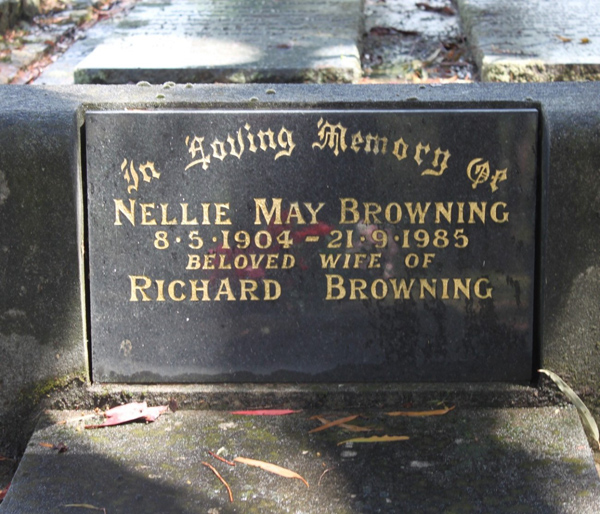 In Loving Memory Of
NELLIE MAY BROWNING
8·5·1904 – 21·9·1985
BELOVED WIFE OF
RICHARD BROWNING